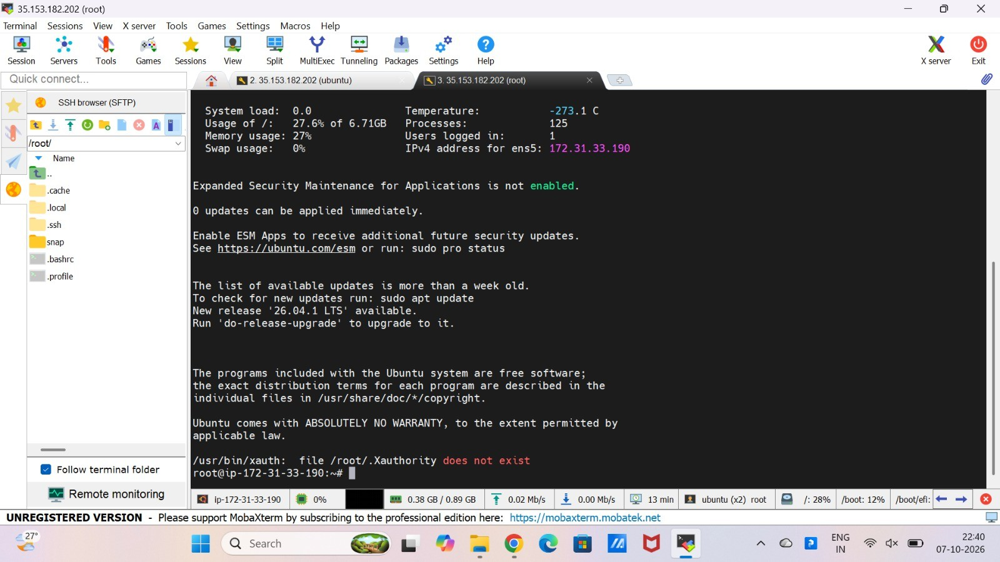 35.153.182.202 (root)
Terminal Sessions View X server Tools Games Settings Macros Help
Session Servers Tools Games Sessions View Split MultiExec Tunneling Packages Settings Help X server Exit
Quick connect...
2. 35.153.182.202 (ubuntu)
3. 35.153.182.202 (root)
SSH browser (SFTP)
/root/
Name
..
.cache
.local
.ssh
snap
.bashrc
.profile
Follow terminal folder
Remote monitoring
System load: 0.0 Temperature: -273.1 C
Usage of /: 27.6% of 6.71GB Processes: 125
Memory usage: 27% Users logged in: 1
Swap usage: 0% IPv4 address for ens5: 172.31.33.190
Expanded Security Maintenance for Applications is not enabled.
0 updates can be applied immediately.
Enable ESM Apps to receive additional future security updates.
See https://ubuntu.com/esm or run: sudo pro status
The list of available updates is more than a week old.
To check for new updates run: sudo apt update
New release '26.04.1 LTS' available.
Run 'do-release-upgrade' to upgrade to it.
The programs included with the Ubuntu system are free software;
the exact distribution terms for each program are described in the
individual files in /usr/share/doc/*/copyright.
Ubuntu comes with ABSOLUTELY NO WARRANTY, to the extent permitted by
applicable law.
/usr/bin/xauth: file /root/.Xauthority does not exist
root@ip-172-31-33-190:~#
ip-172-31-33-190 0% 0.38 GB / 0.89 GB 0.02 Mb/s 0.00 Mb/s 13 min ubuntu (x2) root /: 28% /boot: 12% /boot/efi:
UNREGISTERED VERSION - Please support MobaXterm by subscribing to the professional edition here: https://mobaxterm.mobatek.net
27°
Search
ENG
IN
22:40
07-10-2026